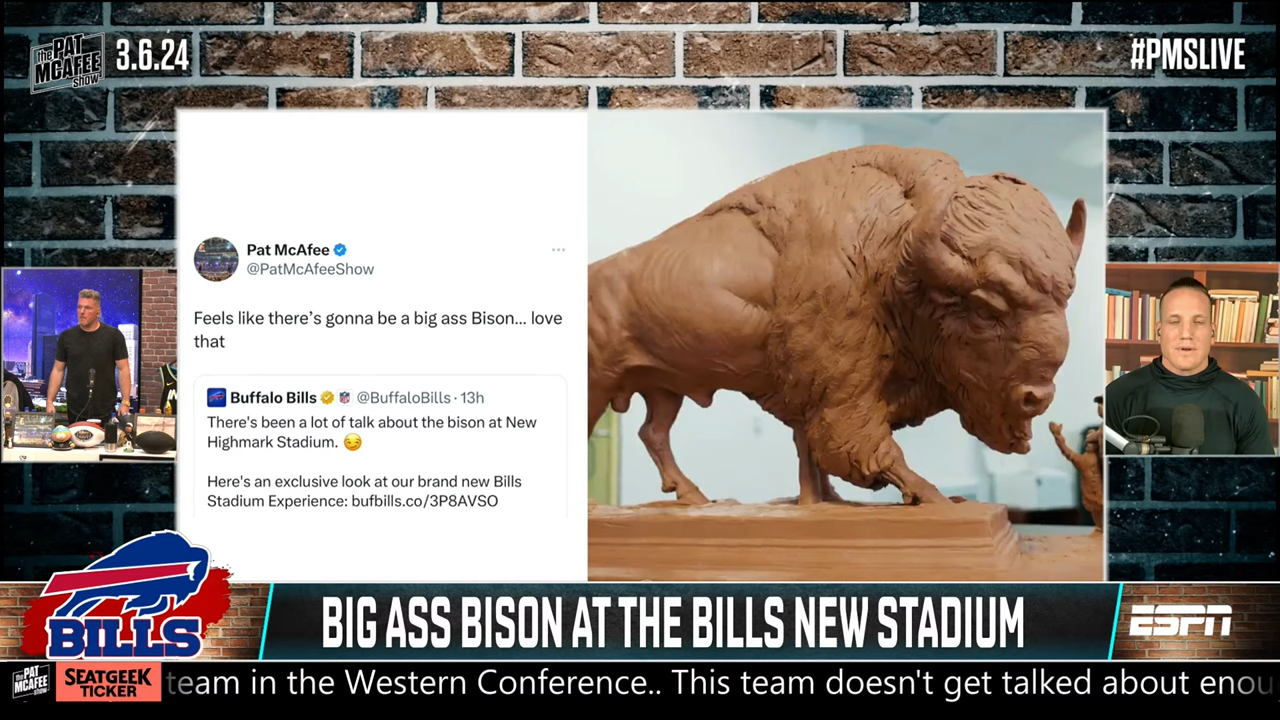 the PAT MCAFEE show
3.6.24
#PMSLIVE
Pat McAfee
@PatMcAfeeShow
Feels like there's gonna be a big ass Bison... love
that
Buffalo Bills @BuffaloBills · 13h
There's been a lot of talk about the bison at New
Highmark Stadium. 😏
Here's an exclusive look at our brand new Bills
Stadium Experience: bufbills.co/3P8AVSO
BILLS
BIG ASS BISON AT THE BILLS NEW STADIUM
ESPN
the PAT MCAFEE show
SEATGEEK
TICKER
team in the Western Conference.. This team doesn't get talked about enou